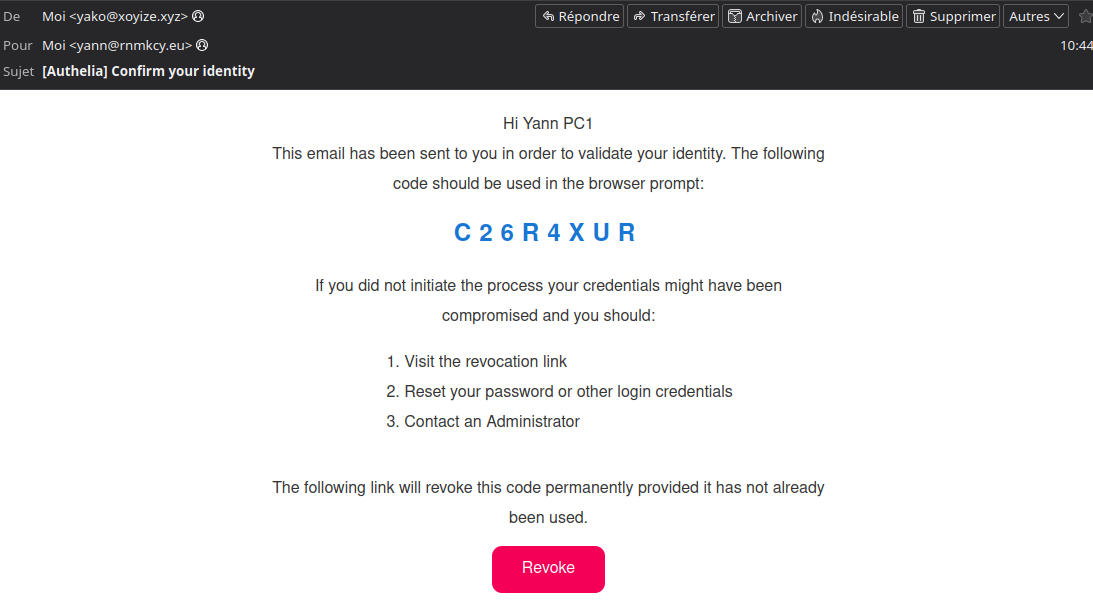 De Moi <yako@xoyize.xyz> Répondre Transférer Archiver Indésirable Supprimer Autres
Pour Moi <yann@rnmkcy.eu> 10:44
Sujet [Authelia] Confirm your identity
Hi Yann PC1
This email has been sent to you in order to validate your identity. The following
code should be used in the browser prompt:
C26R4XUR
If you did not initiate the process your credentials might have been
compromised and you should:
1. Visit the revocation link
2. Reset your password or other login credentials
3. Contact an Administrator
The following link will revoke this code permanently provided it has not already
been used.
Revoke